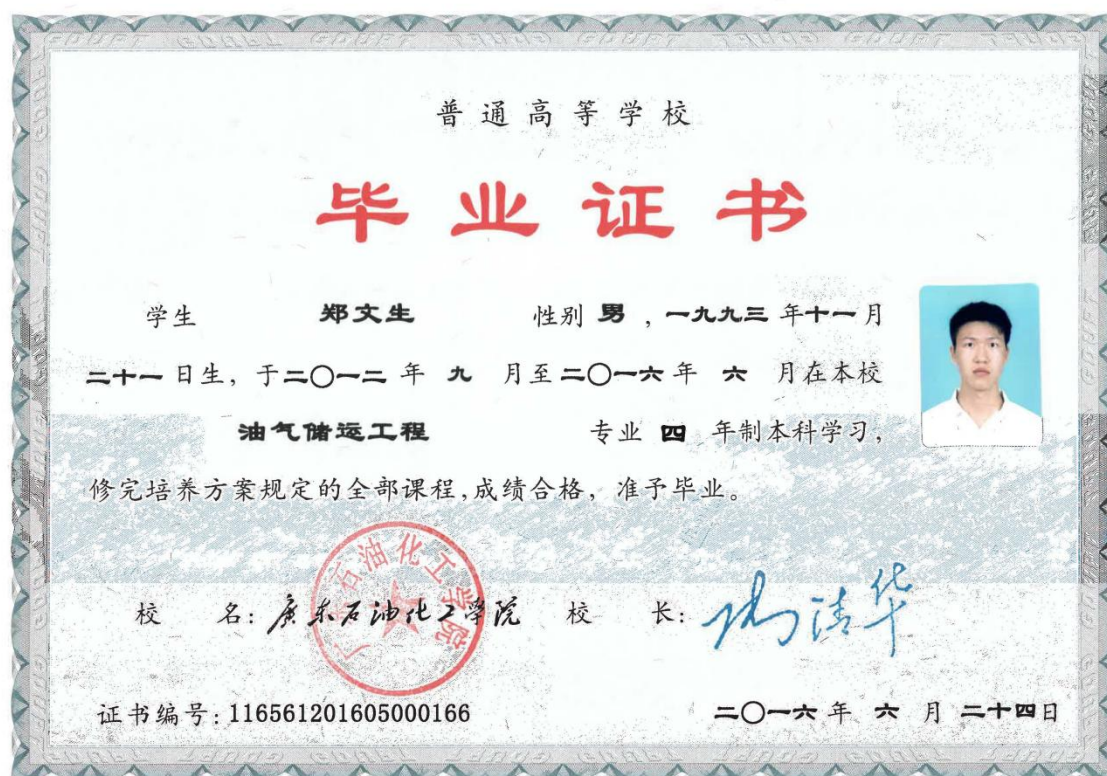 普通高等学校
毕业证书
学生 郑文生 性别 男 , 一九九三 年十一月
二十一 日生, 于二〇一二 年 九 月至二〇一六年 六 月在本校
油气储运工程 专业 四 年制本科学习,
修完培养方案规定的全部课程,成绩合格, 准予毕业。
校 名: 广东石油化工学院 校 长:
证书编号: 116561201605000166 二〇一六 年 六 月 二十四日